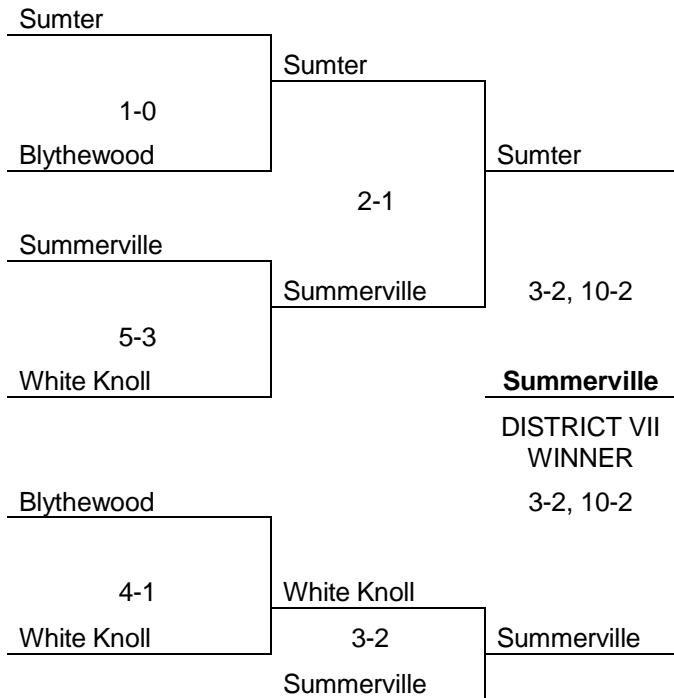 Sumter
Sumter
1-0
Blythewood
Sumter
2-1
Summerville
Summerville
3-2, 10-2
5-3
White Knoll
Summerville
DISTRICT VII
WINNER
Blythewood
3-2, 10-2
4-1
White Knoll
White Knoll
3-2
Summerville
Summerville